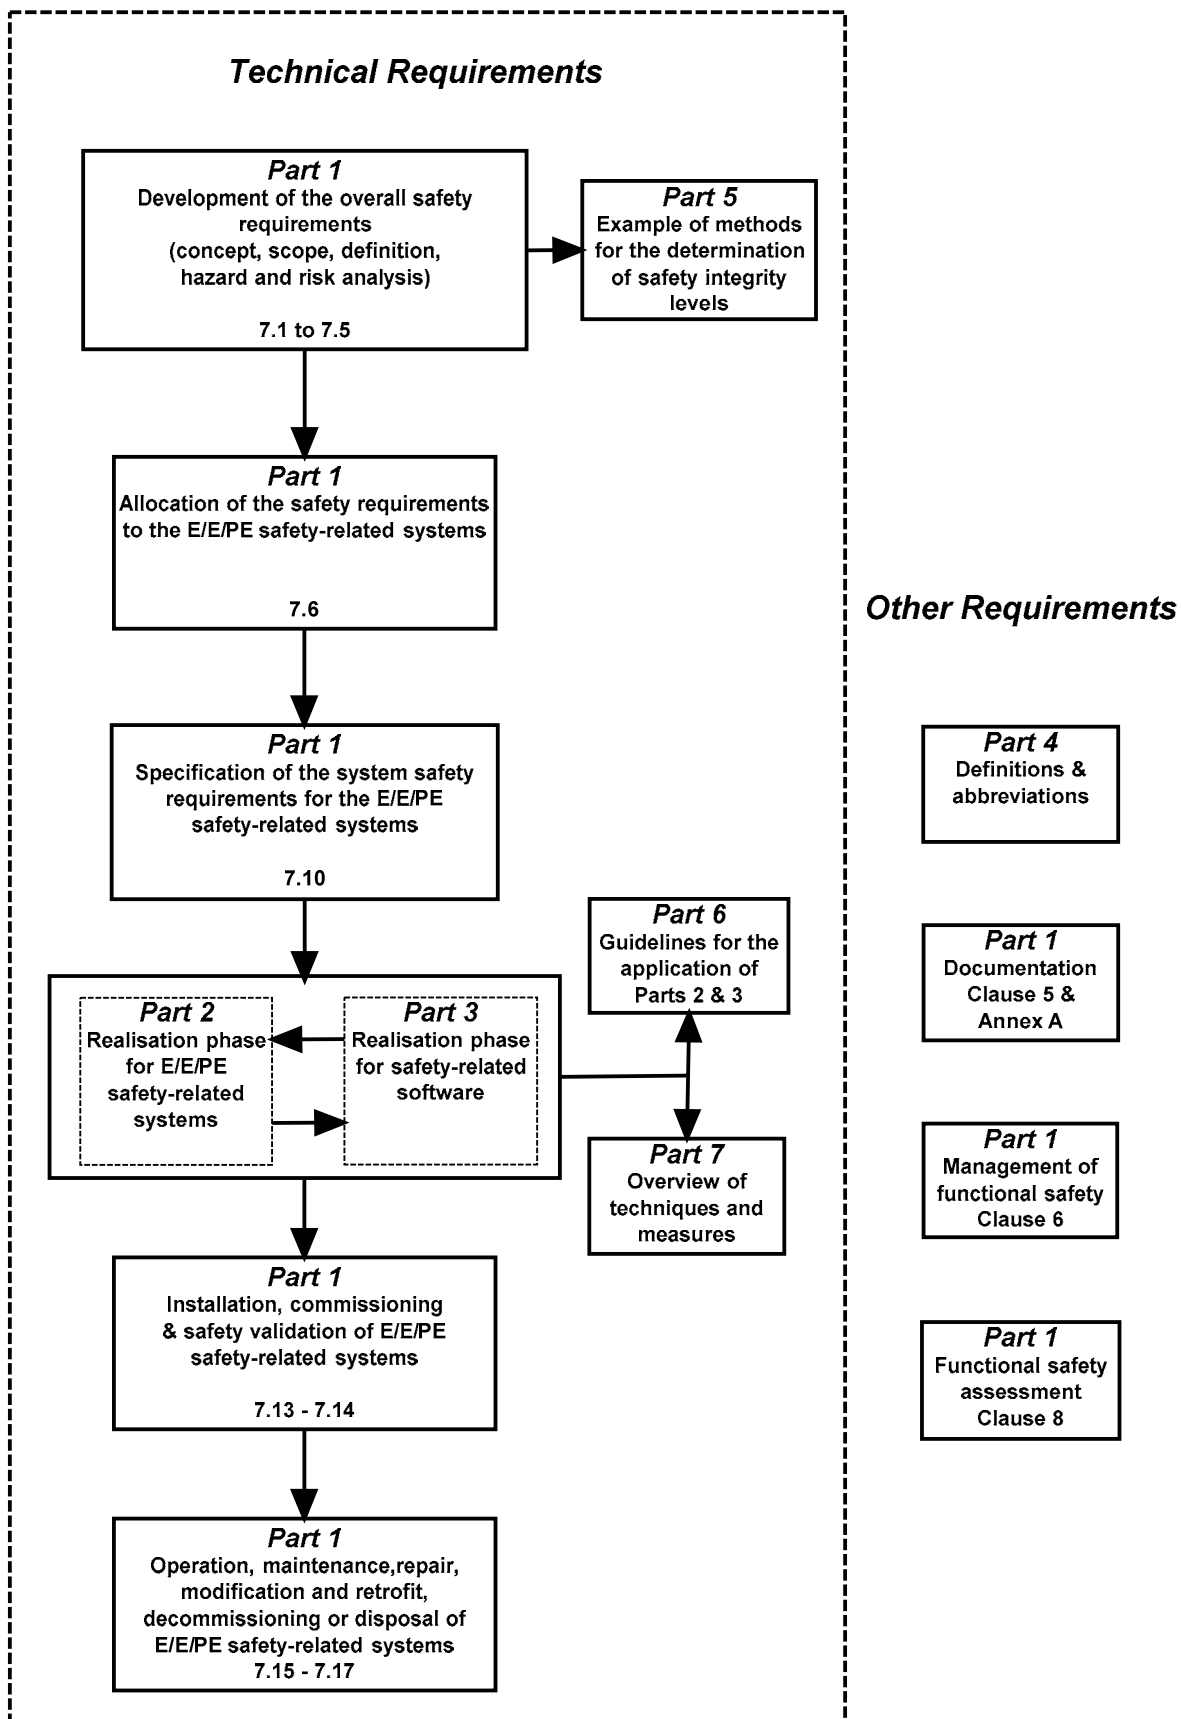 Technical Requirements
Part 1
Development of the overall safety
requirements
(concept, scope, definition,
hazard and risk analysis)
7.1 to 7.5
Part 5
Example of methods
for the determination
of safety integrity
levels
Part 1
Allocation of the safety requirements
to the E/E/PE safety-related systems
7.6
Part 1
Specification of the system safety
requirements for the E/E/PE
safety-related systems
7.10
Part 2
Realisation phase
for E/E/PE
safety-related
systems
Part 3
Realisation phase
for safety-related
software
Part 6
Guidelines for the
application of
Parts 2 & 3
Part 7
Overview of
techniques and
measures
Part 1
Installation, commissioning
& safety validation of E/E/PE
safety-related systems
7.13 - 7.14
Part 1
Operation, maintenance,repair,
modification and retrofit,
decommissioning or disposal of
E/E/PE safety-related systems
7.15 - 7.17
Other Requirements
Part 4
Definitions &
abbreviations
Part 1
Documentation
Clause 5 &
Annex A
Part 1
Management of
functional safety
Clause 6
Part 1
Functional safety
assessment
Clause 8